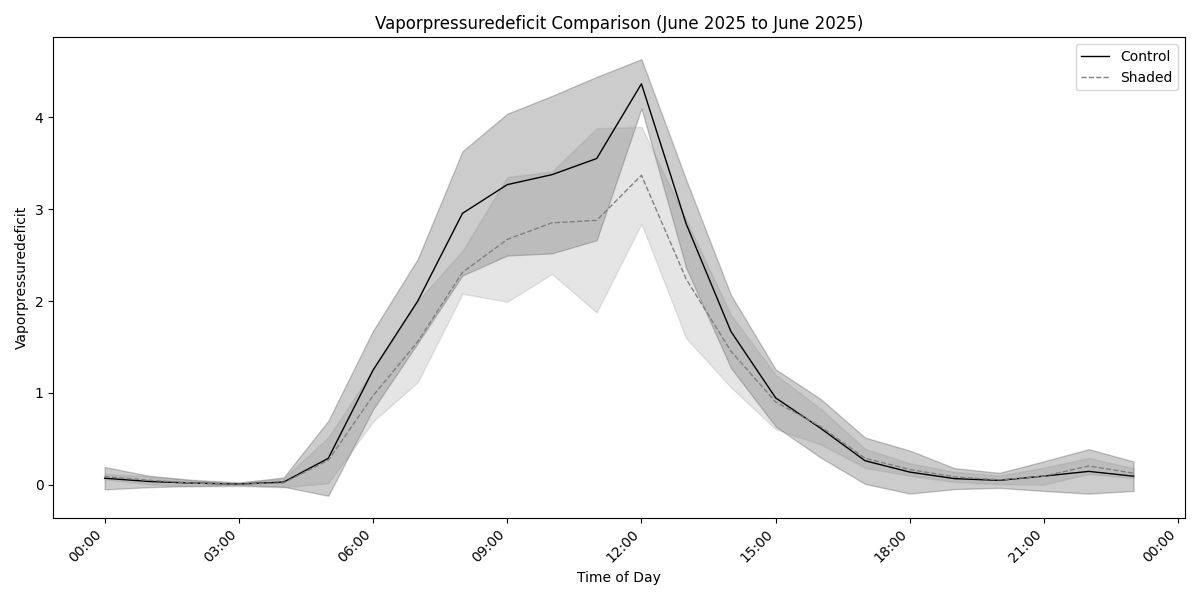 Vaporpressuredeficit Comparison (June 2025 to June 2025)
Control
Shaded
Vaporpressuredeficit
4
3
2
1
0
00:00
03:00
06:00
09:00
12:00
15:00
18:00
21:00
00:00
Time of Day